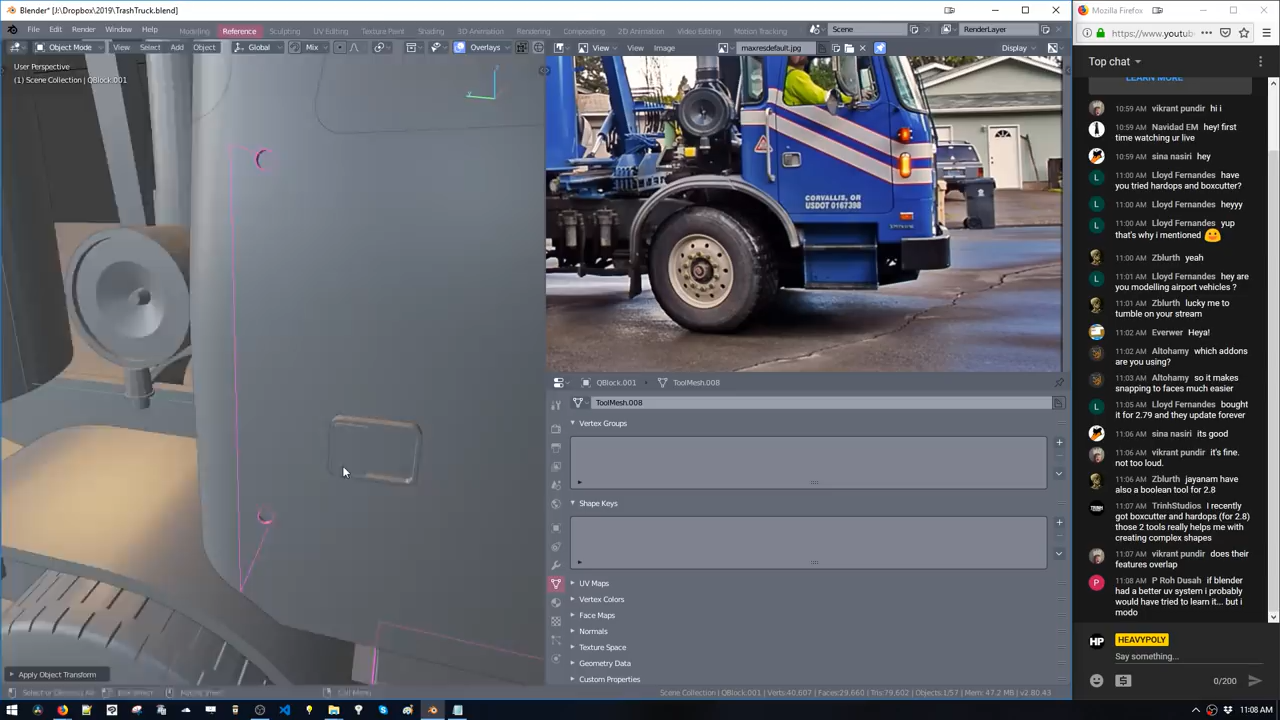 Blender* [J:\Dropbox\2019\TrashTruck.blend]
File Edit Render Window Help
Modeling Reference Sculpting UV Editing Texture Paint Shading 3D Animation Rendering Compositing 2D Animation Video Editing Motion Tracking
Scene RenderLayer
Object Mode View Select Add Object Global Mix Overlays
User Perspective
(1) Scene Collection | QBlock.001
View View Image maxresdefault.jpg Display
CORVALLIS, OR
USDOT 0167398
QBlock.001 ToolMesh.008
ToolMesh.008
Vertex Groups
Shape Keys
UV Maps
Vertex Colors
Face Maps
Normals
Texture Space
Geometry Data
Custom Properties
Apply Object Transform
Call Menu
Scene Collection | QBlock.001 | Verts:40,607 | Faces:29,660 | Tris:79,602 | Objects:1/57 | Mem: 47.2 MB | v2.80.43
Mozilla Firefox
https://www.youtub
Top chat
LEARN MORE
10:59 AM vikrant pundir hi i
10:59 AM Navidad EM hey! first
time watching ur live
10:59 AM sina nasiri hey
11:00 AM Lloyd Fernandes have
you tried hardops and boxcutter?
11:00 AM Lloyd Fernandes heyyy
11:00 AM Lloyd Fernandes yup
that's why i mentioned
11:00 AM Zblurth yeah
11:01 AM Lloyd Fernandes hey are
you modelling airport vehicles ?
11:01 AM Zblurth lucky me to
tumble on your stream
11:02 AM Everwer Heya!
11:02 AM Altohamy which addons
are you using?
11:03 AM Altohamy so it makes
snapping to faces much easier
11:05 AM Lloyd Fernandes bought
it for 2.79 and they update forever
11:06 AM sina nasiri its good
11:06 AM vikrant pundir it's fine.
not too loud.
11:06 AM Zblurth jayanam have
also a boolean tool for 2.8
11:07 AM TrinhStudios I recently
got boxcutter and hardops (for 2.8)
those 2 tools really helps me with
creating complex shapes
11:07 AM vikrant pundir does their
features overlap
11:08 AM P Roh Dusah if blender
had a better uv system i probably
would have tried to learn it... but i
modo
HP HEAVYPOLY
Say something...
0/200
11:08 AM